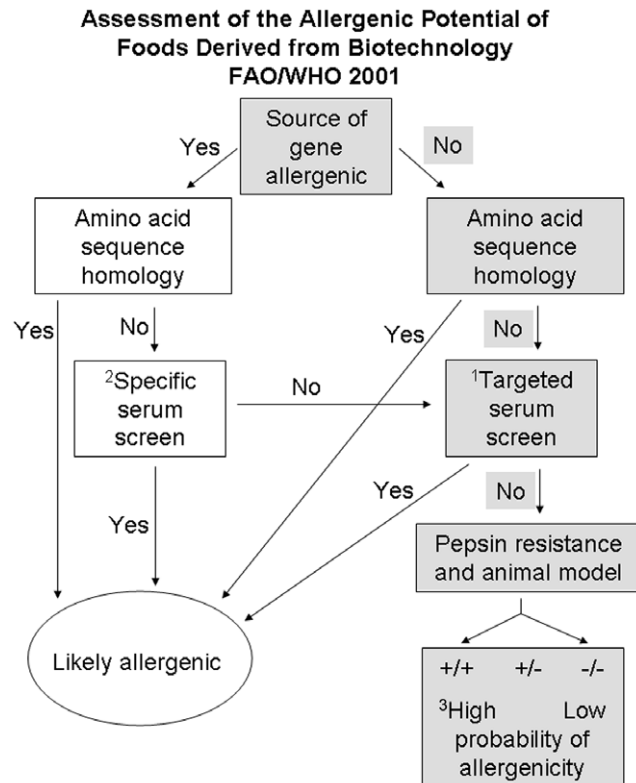 Assessment of the Allergenic Potential of
Foods Derived from Biotechnology
FAO/WHO 2001
Source of
gene
allergenic
Yes
No
Amino acid
sequence
homology
Amino acid
sequence
homology
Yes
No
Yes
No
²Specific
serum
screen
No
¹Targeted
serum
screen
Yes
Yes
No
Pepsin resistance
and animal model
Likely allergenic
+/+ +/- -/-
³High Low
probability of
allergenicity